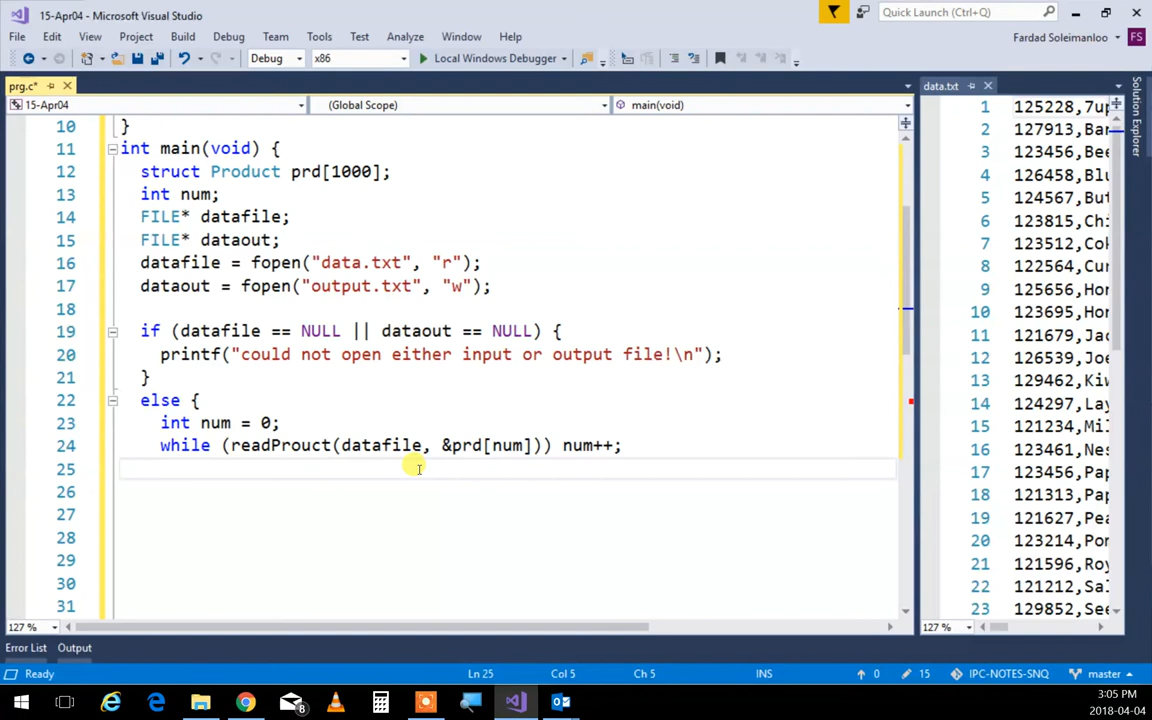 15-Apr04 - Microsoft Visual Studio
Quick Launch (Ctrl+Q)
File Edit View Project Build Debug Team Tools Test Analyze Window Help
Fardad Soleimanloo FS
Debug x86 Local Windows Debugger
prg.c*
data.txt
15-Apr04 (Global Scope) main(void)
10 }
11 int main(void) {
12 struct Product prd[1000];
13 int num;
14 FILE* datafile;
15 FILE* dataout;
16 datafile = fopen("data.txt", "r");
17 dataout = fopen("output.txt", "w");
18
19 if (datafile == NULL || dataout == NULL) {
20 printf("could not open either input or output file!\n");
21 }
22 else {
23 int num = 0;
24 while (readProuct(datafile, &prd[num])) num++;
25
26
27
28
29
30
31
1 125228,7up
2 127913,Bar
3 123456,Bee
4 126458,Blu
5 124567,But
6 123815,Chi
7 123512,Cok
8 122564,Cur
9 125656,Hor
10 123695,Hor
11 121679,Jac
12 126539,Joe
13 129462,Kiw
14 124297,Lay
15 121234,Mil
16 123457,Nes
17 123456,Pap
18 121313,Pap
19 121627,Pea
20 123214,Por
21 121596,Roy
22 121212,Sal
23 129852,See
Solution Explorer
127 %
127 %
Error List Output
Ready Ln 25 Col 5 Ch 5 INS 0 15 IPC-NOTES-SNQ master
8
3:05 PM
2018-04-04